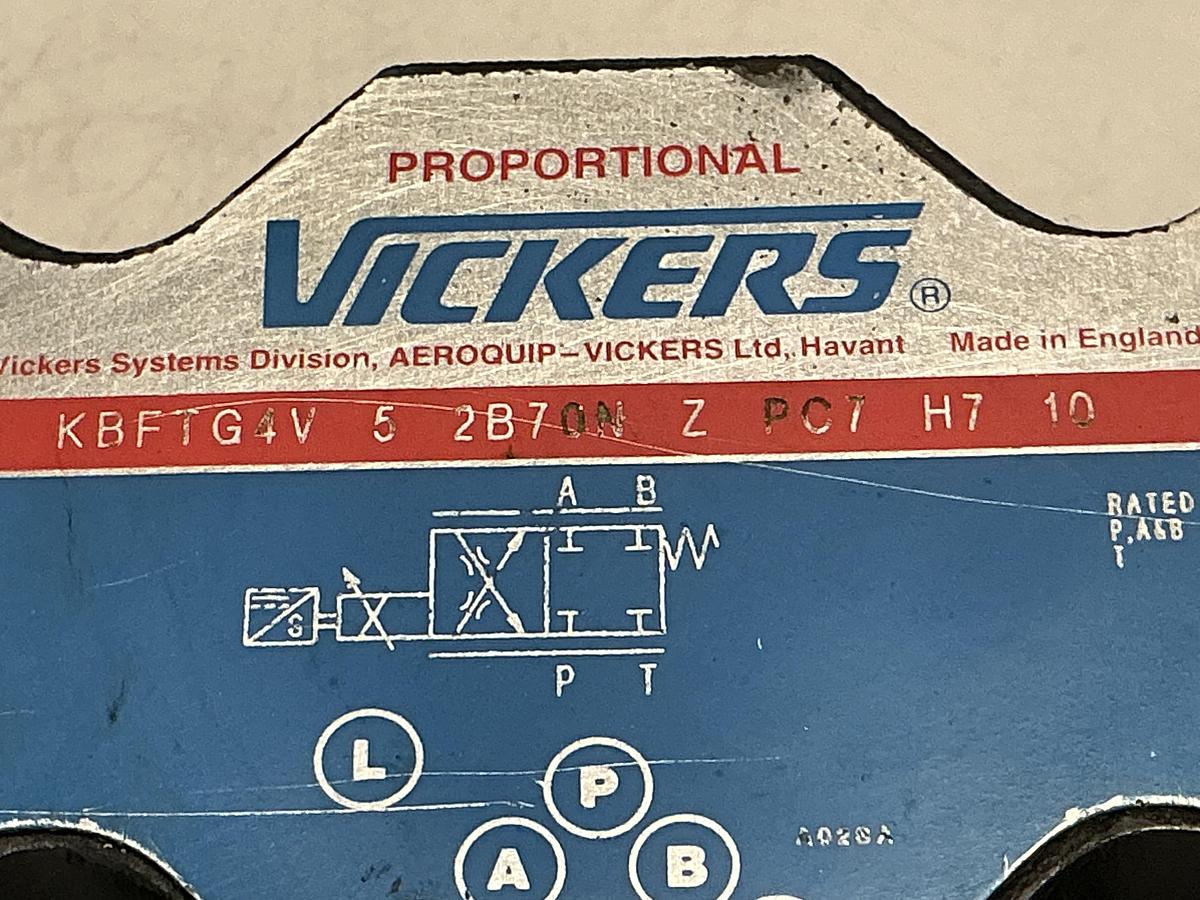 PROPORTIONAL
VICKERS ®
Vickers Systems Division, AEROQUIP-VICKERS Ltd, Havant Made in England
KBFTG4V 5 2B70N Z PC7 H7 10
A B
RATED
P,A&B
T
S
P T
L
P
A B
A028A